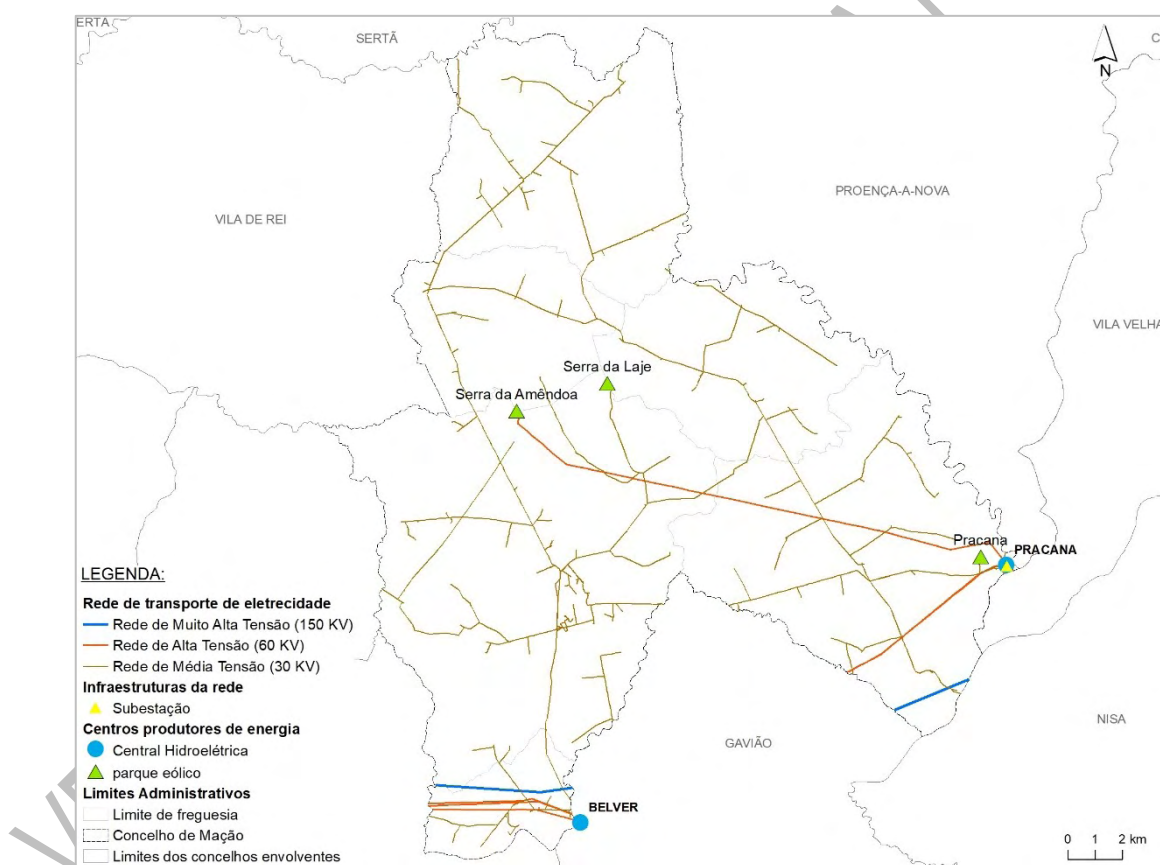 ERTA
SERTÃ
C
N
PROENÇA-A-NOVA
VILA DE REI
VILA VELHA
Serra da Laje
Serra da Amêndoa
Pracana
PRACANA
LEGENDA:
Rede de transporte de eletrecidade
Rede de Muito Alta Tensão (150 KV)
Rede de Alta Tensão (60 KV)
Rede de Média Tensão (30 KV)
Infraestruturas da rede
Subestação
Centros produtores de energia
Central Hidroelétrica
parque eólico
Limites Administrativos
Limite de freguesia
Concelho de Mação
Limites dos concelhos envolventes
NISA
GAVIÃO
BELVER
0 1 2 km